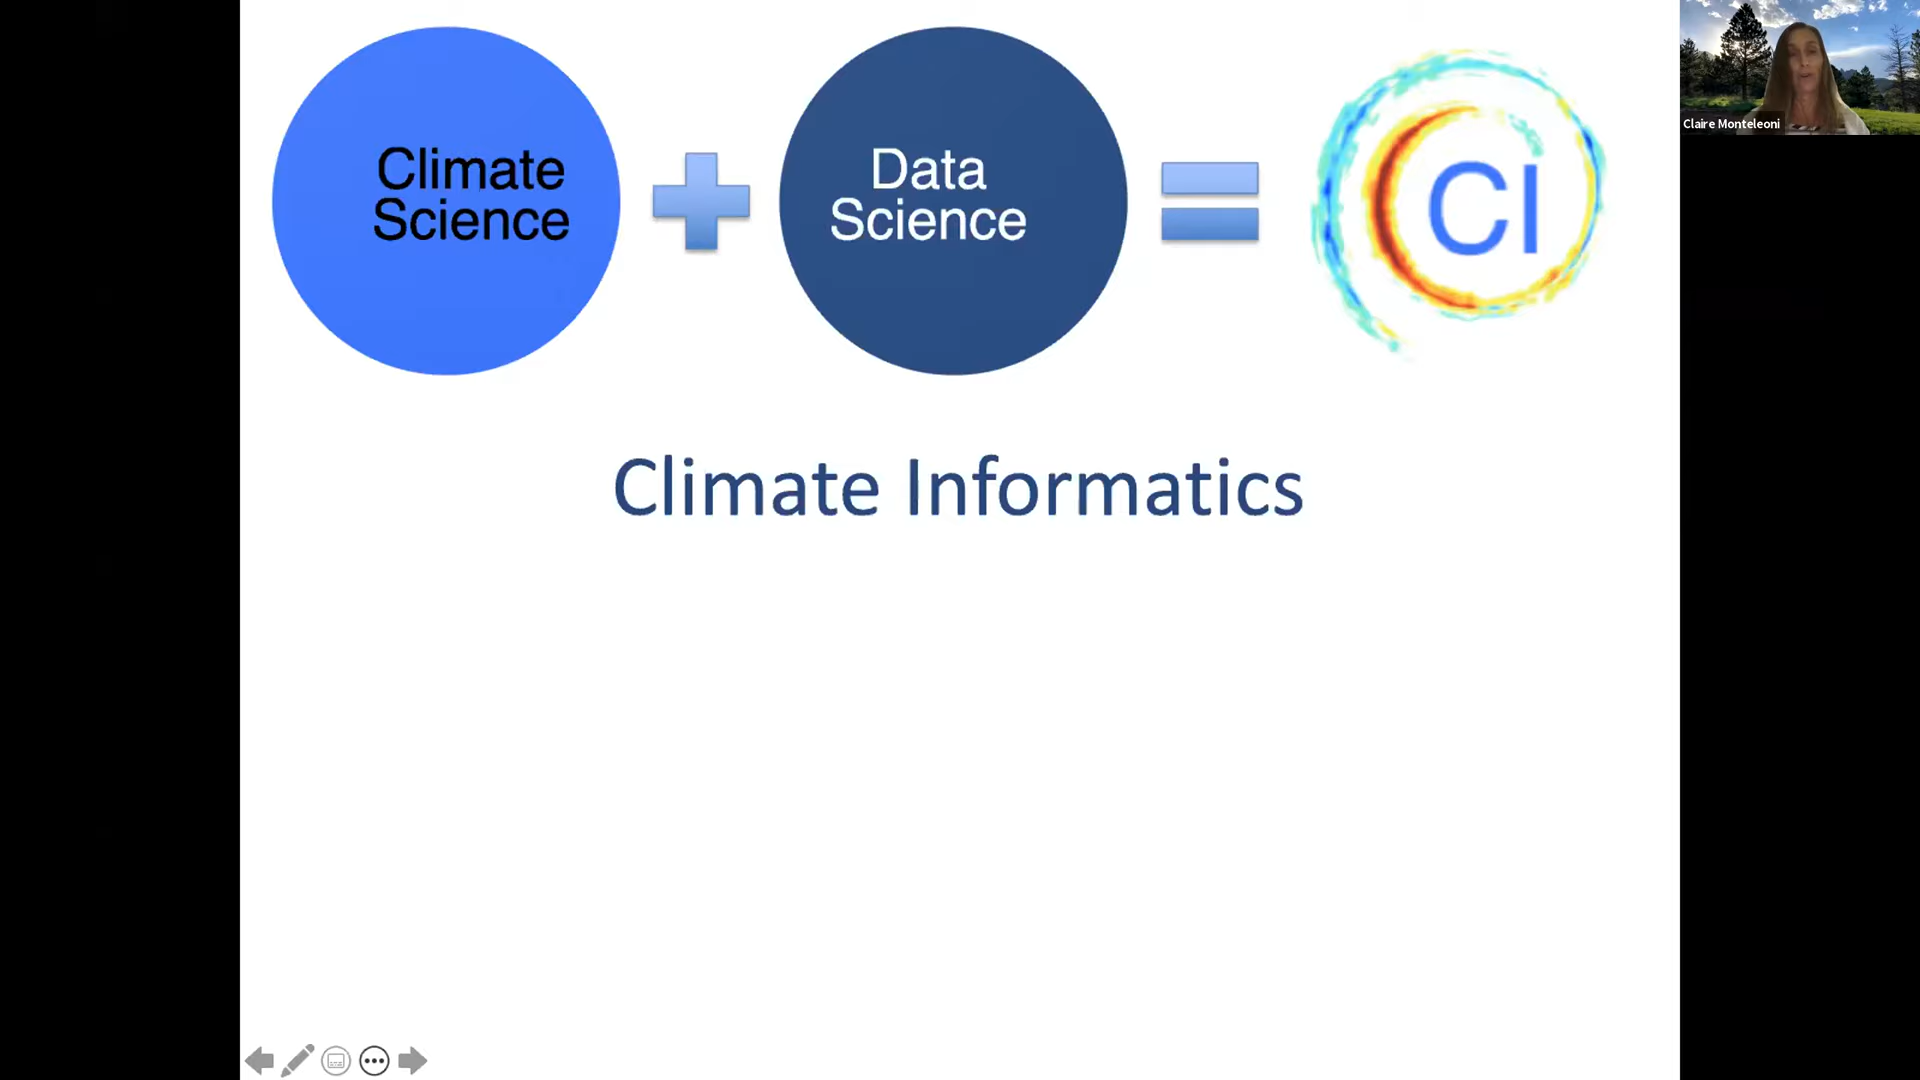 Climate
Science
Data
Science
CI
Claire Monteleoni
Climate Informatics